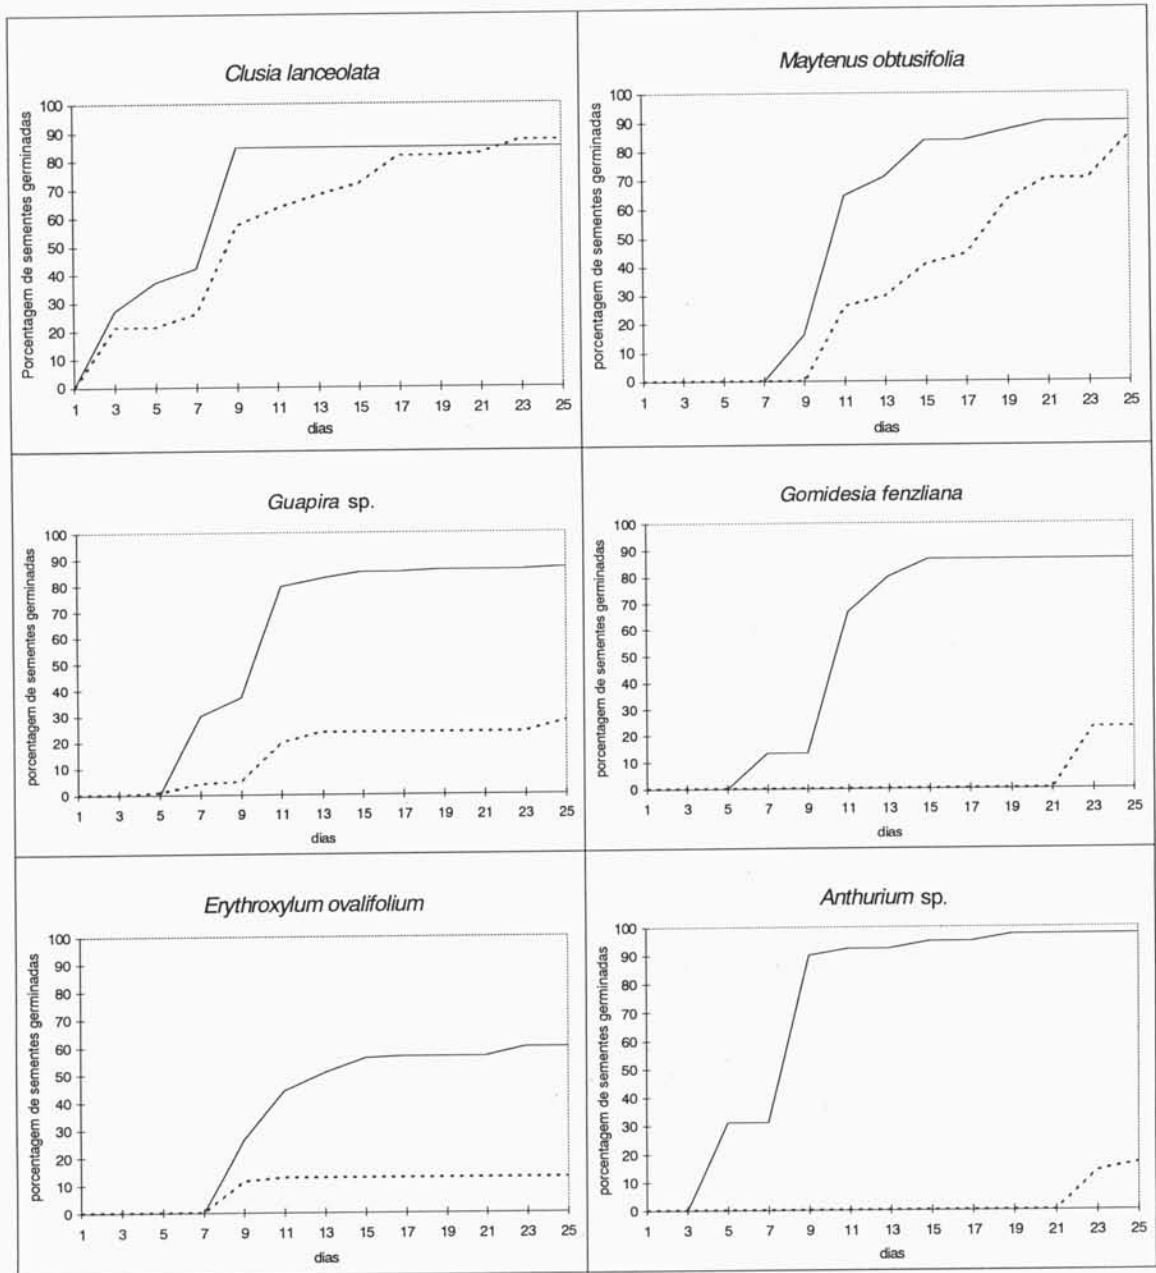 Clusia lanceolata
Porcentagem de sementes germinadas
100
90
80
70
60
50
40
30
20
10
0
1 3 5 7 9 11 13 15 17 19 21 23 25
dias
Maytenus obtusifolia
porcentagem de sementes germinadas
100
90
80
70
60
50
40
30
20
10
0
1 3 5 7 9 11 13 15 17 19 21 23 25
dias
Guapira sp.
porcentagem de sementes germinadas
100
90
80
70
60
50
40
30
20
10
0
1 3 5 7 9 11 13 15 17 19 21 23 25
dias
Gomidesia fenzliana
porcentagem de sementes germinadas
100
90
80
70
60
50
40
30
20
10
0
1 3 5 7 9 11 13 15 17 19 21 23 25
dias
Erythroxylum ovalifolium
porcentagem de sementes germinadas
100
90
80
70
60
50
40
30
20
10
0
1 3 5 7 9 11 13 15 17 19 21 23 25
dias
Anthurium sp.
porcentagem de sementes germinadas
100
90
80
70
60
50
40
30
20
10
0
1 3 5 7 9 11 13 15 17 19 21 23 25
dias